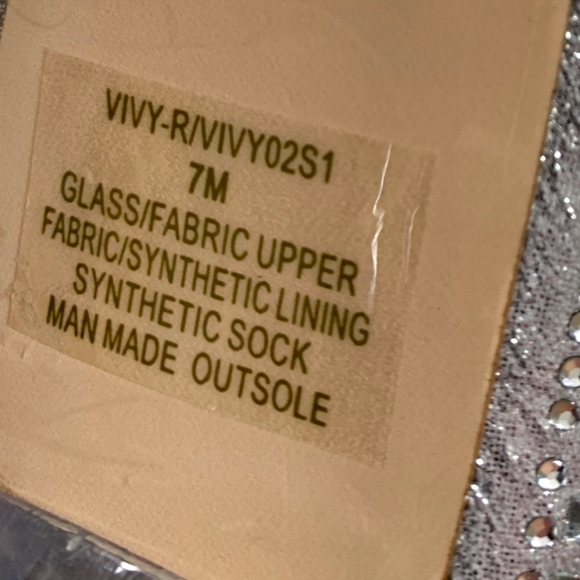 VIVY-R/VIVY02S1
7M
GLASS/FABRIC UPPER
FABRIC/SYNTHETIC LINING
SYNTHETIC SOCK
MAN MADE OUTSOLE